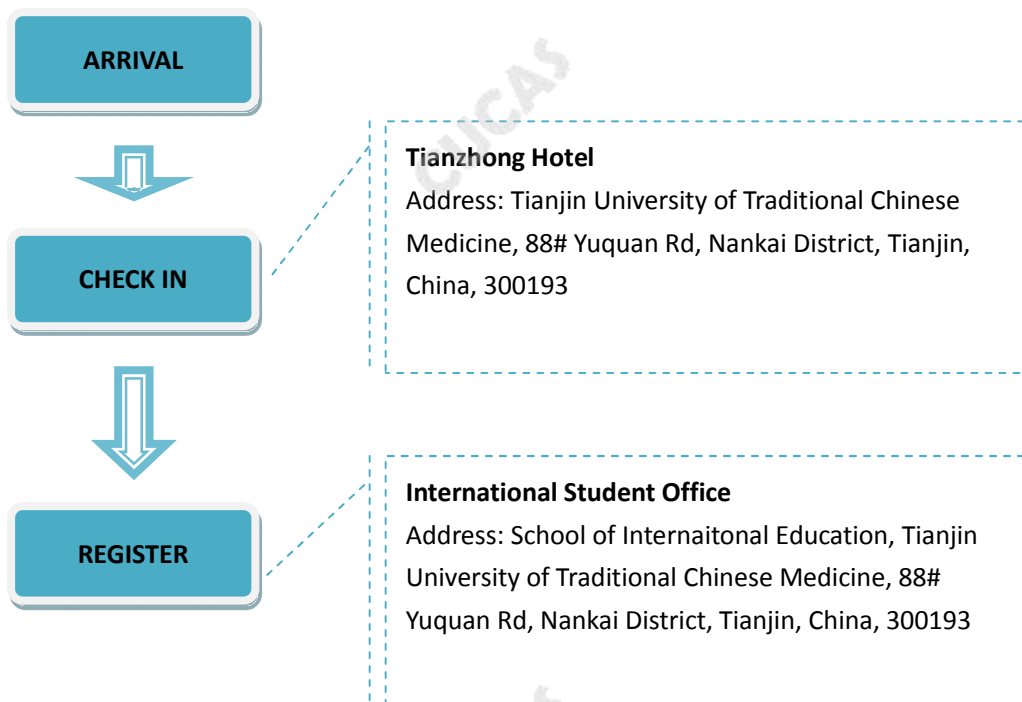 ARRIVAL
CUCAS
Tianzhong Hotel
Address: Tianjin University of Traditional Chinese
Medicine, 88# Yuquan Rd, Nankai District, Tianjin,
China, 300193
CHECK IN
International Student Office
Address: School of Internaitonal Education, Tianjin
University of Traditional Chinese Medicine, 88#
Yuquan Rd, Nankai District, Tianjin, China, 300193
REGISTER